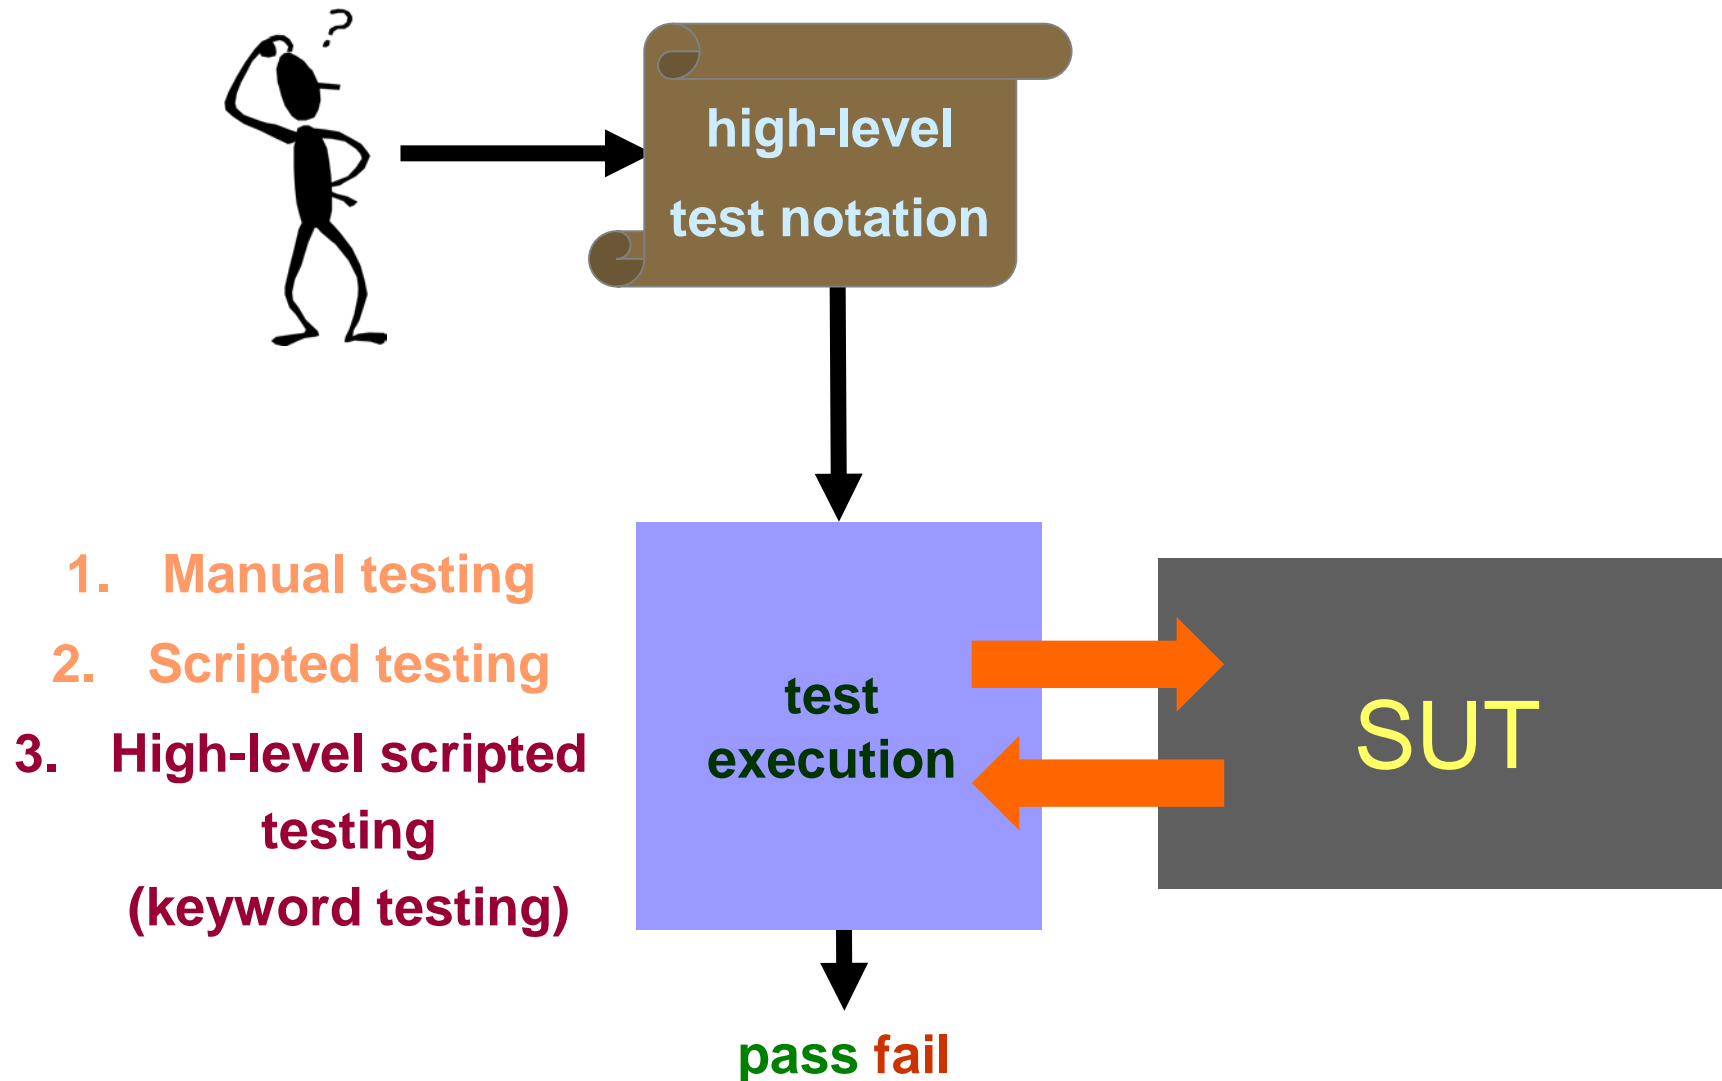 ?
high-level
test notation
1. Manual testing
2. Scripted testing
3. High-level scripted
testing
(keyword testing)
test
execution
SUT
pass fail